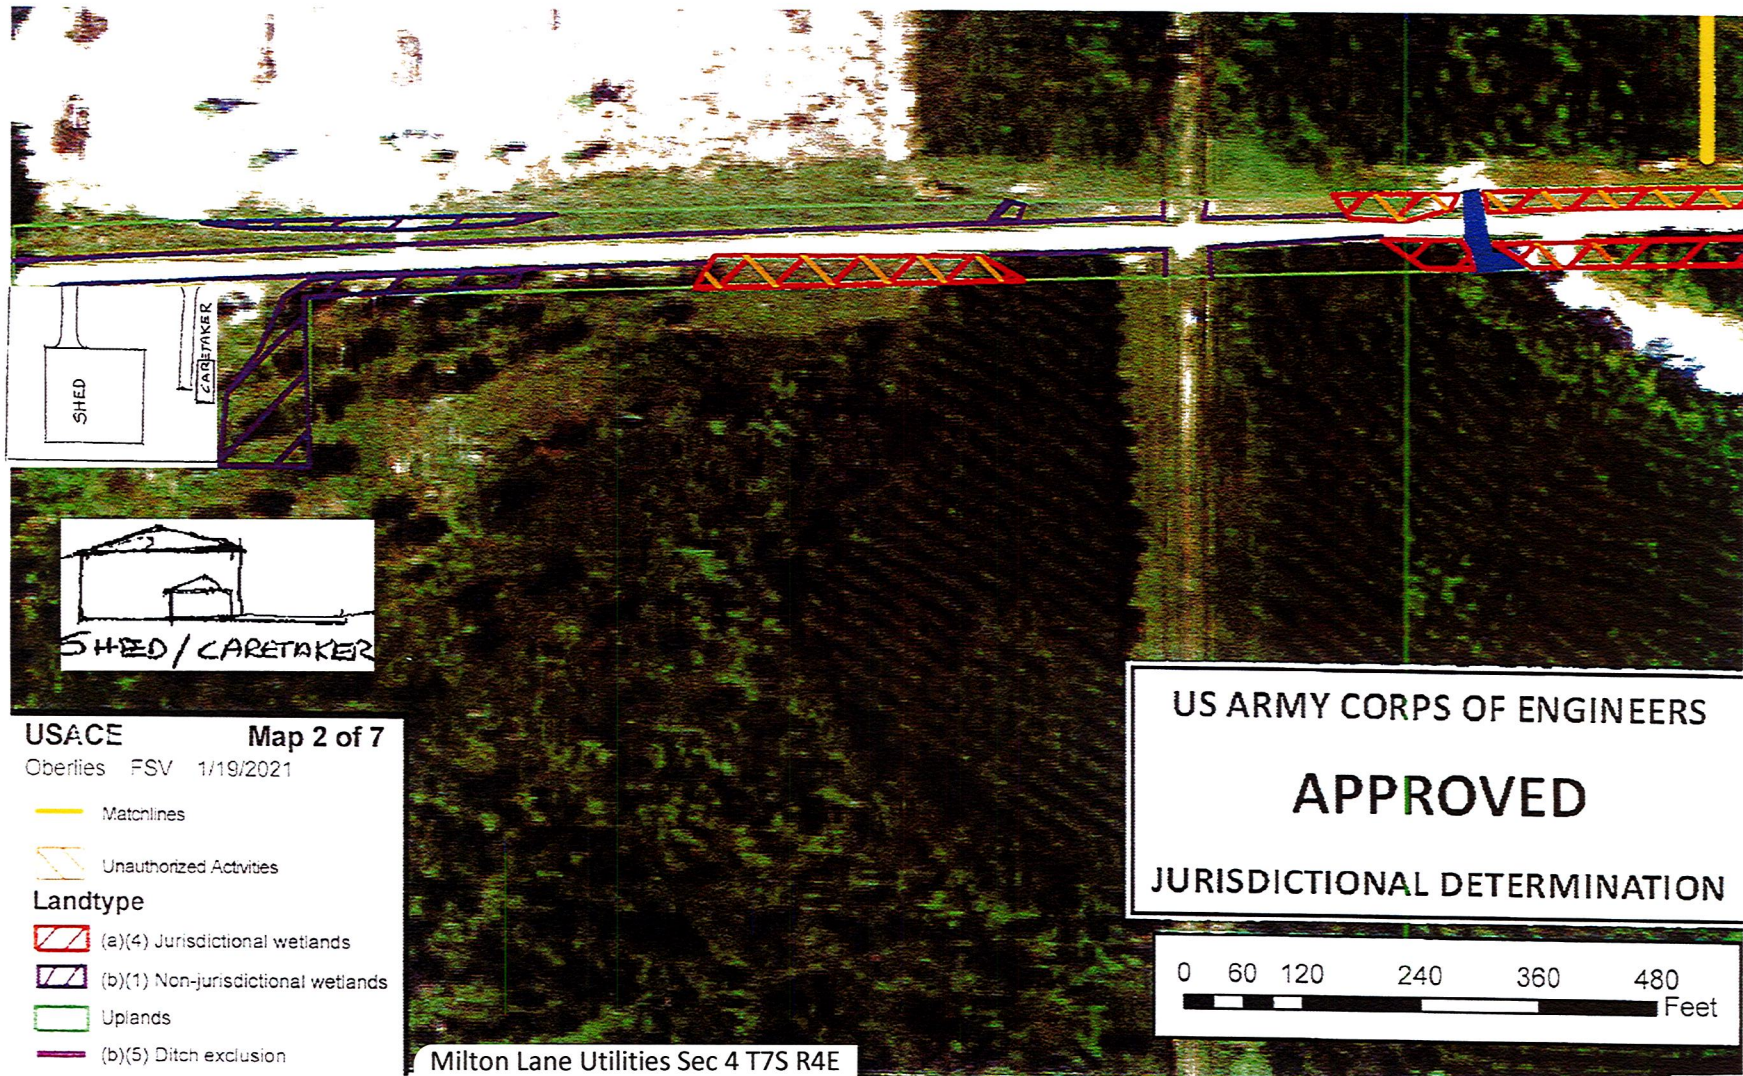 SHED
CARETAKER
SHED / CARETAKER
USACE Map 2 of 7
Oberlies FSV 1/19/2021
Matchlines
Unauthorized Activities
Landtype
(a)(4) Jurisdictional wetlands
(b)(1) Non-jurisdictional wetlands
Uplands
(b)(5) Ditch exclusion
Milton Lane Utilities Sec 4 T7S R4E
US ARMY CORPS OF ENGINEERS
APPROVED
JURISDICTIONAL DETERMINATION
0 60 120 240 360 480
Feet